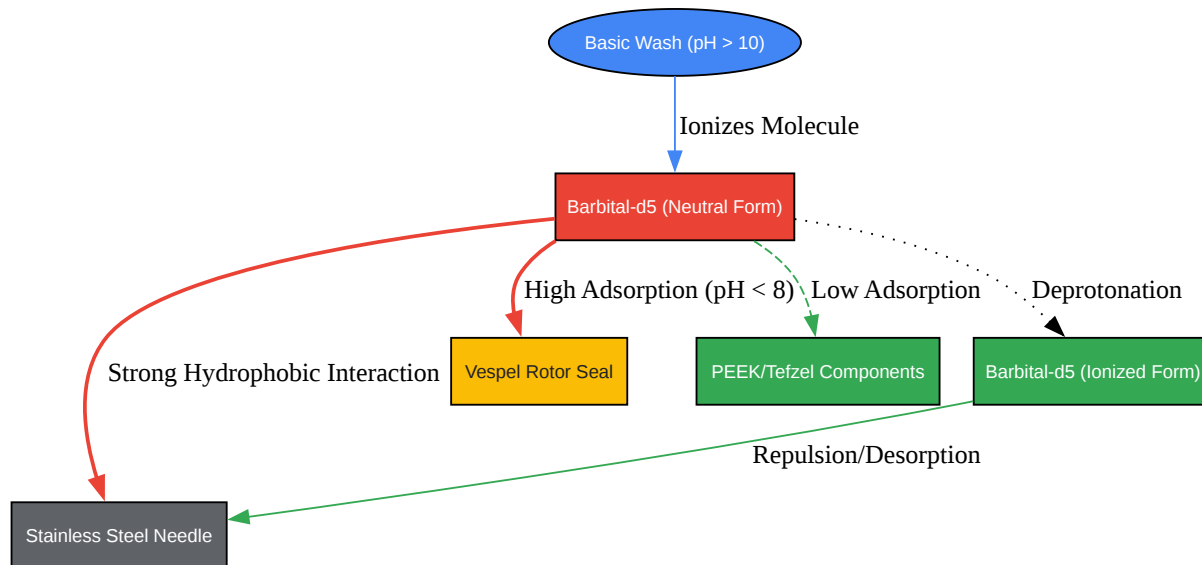 Basic Wash (pH > 10)
Ionizes Molecule
Barbital-d5 (Neutral Form)
High Adsorption (pH < 8)
Low Adsorption
Deprotonation
Strong Hydrophobic Interaction
Vespel Rotor Seal
PEEK/Tefzel Components
Barbital-d5 (Ionized Form)
Repulsion/Desorption
Stainless Steel Needle